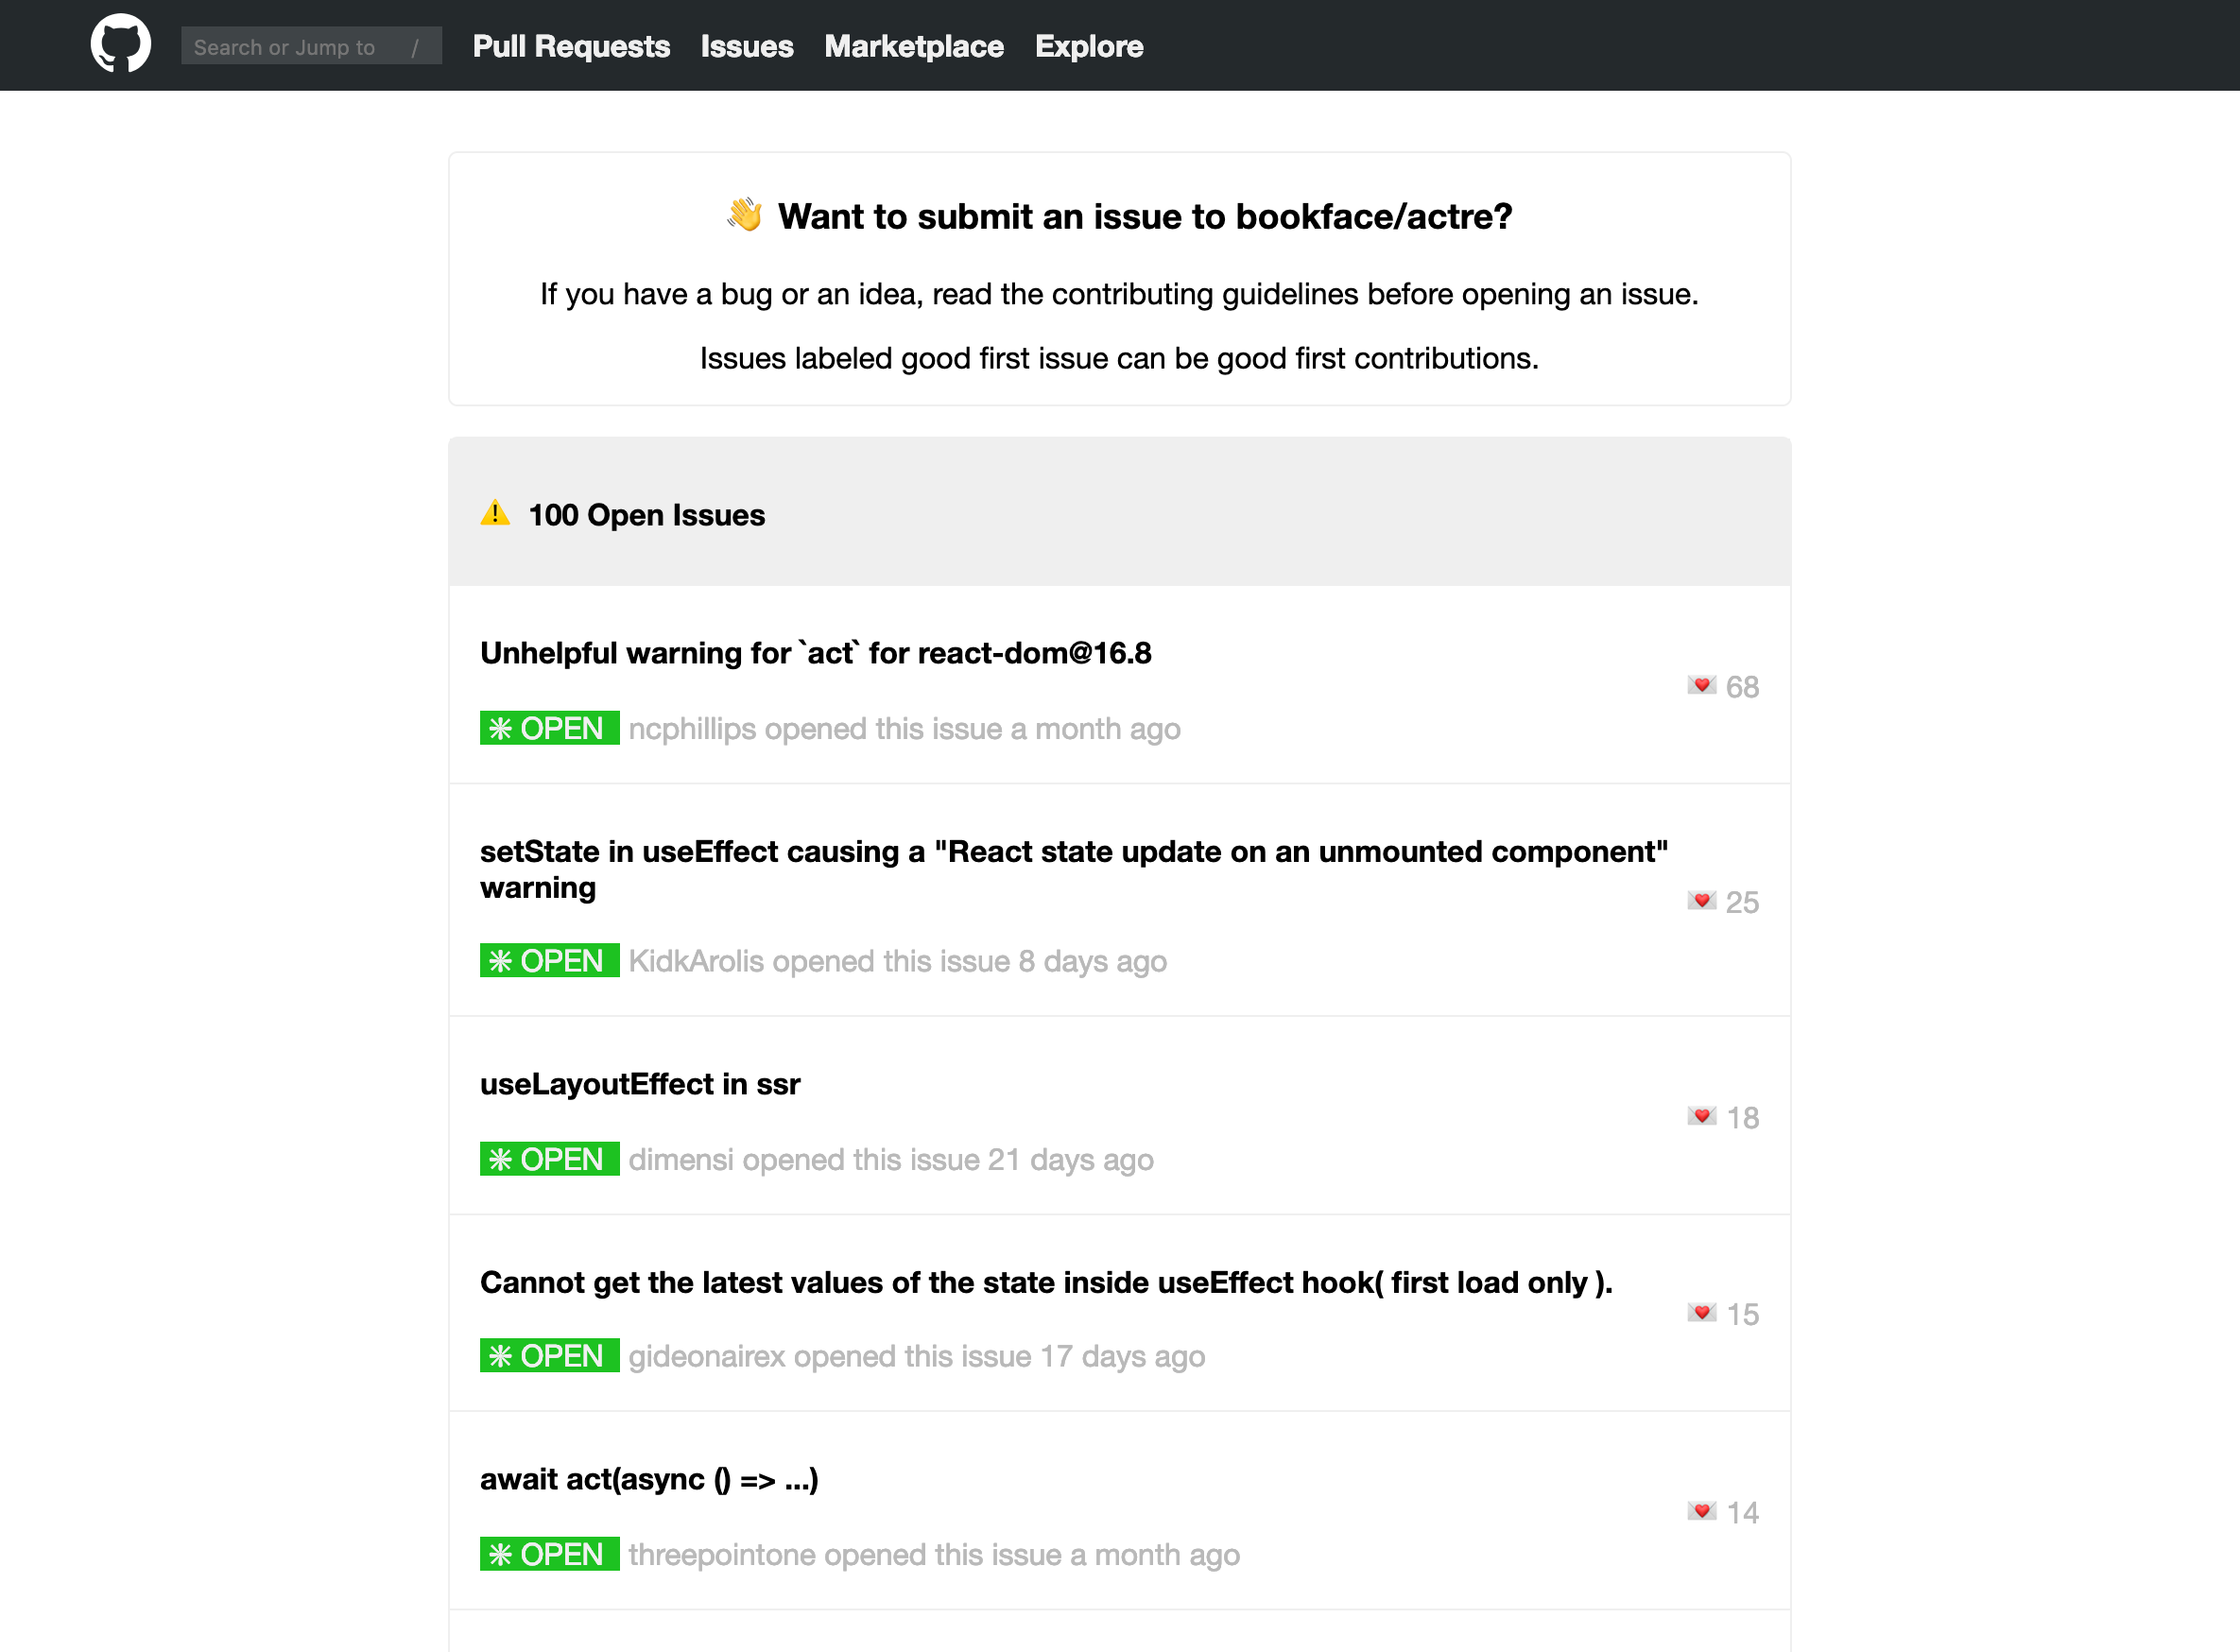 Search or Jump to /
Pull Requests Issues Marketplace Explore
👋 Want to submit an issue to bookface/actre?
If you have a bug or an idea, read the contributing guidelines before opening an issue.
Issues labeled good first issue can be good first contributions.
⚠️ 100 Open Issues
Unhelpful warning for `act` for react-dom@16.8
💌 68
✳ OPEN ncphillips opened this issue a month ago
setState in useEffect causing a "React state update on an unmounted component"
warning
💌 25
✳ OPEN KidkArolis opened this issue 8 days ago
useLayoutEffect in ssr
💌 18
✳ OPEN dimensi opened this issue 21 days ago
Cannot get the latest values of the state inside useEffect hook( first load only ).
💌 15
✳ OPEN gideonairex opened this issue 17 days ago
await act(async () => ...)
💌 14
✳ OPEN threepointone opened this issue a month ago